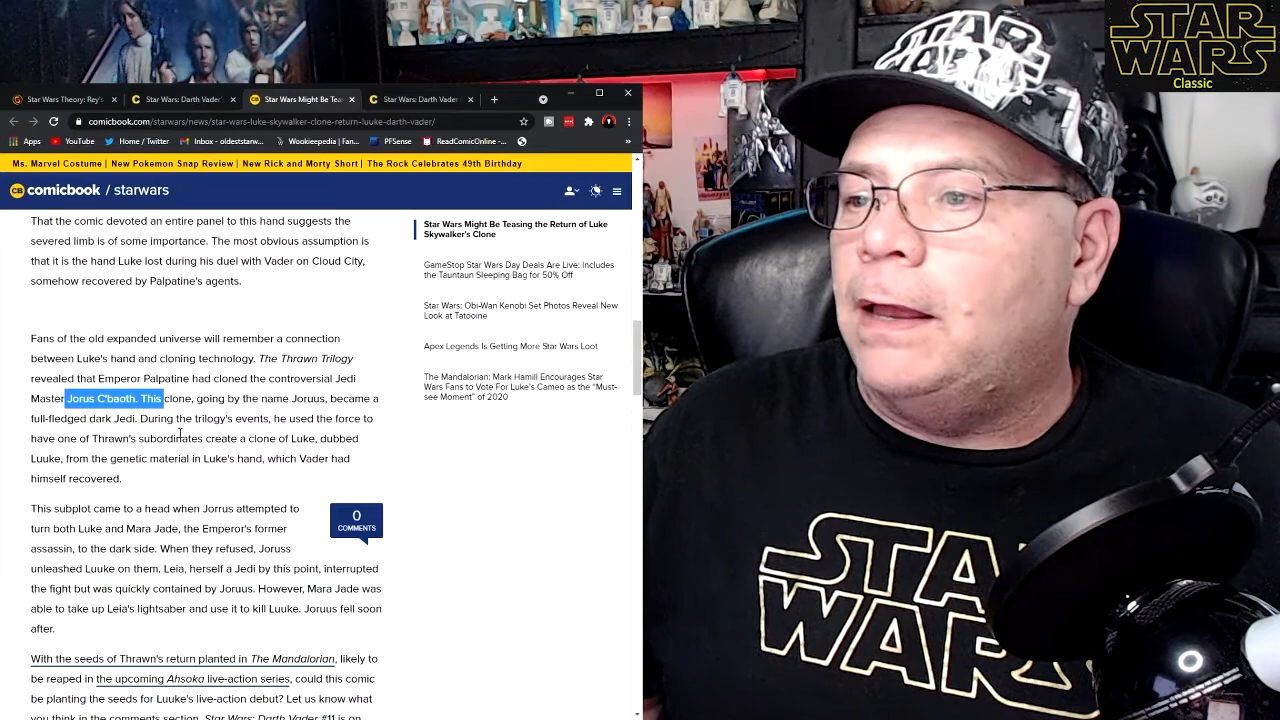 STAR
WARS
Classic
Star Wars Theory: Rey's
Star Wars: Darth Vader'
Star Wars Might Be Tea
Star Wars: Darth Vader
comicbook.com/starwars/news/star-wars-luke-skywalker-clone-return-luuke-darth-vader/
Apps
YouTube
Home / Twitter
Inbox - oldeststarw...
Wookieepedia | Fan...
PFSense
ReadComicOnline -...
Ms. Marvel Costume | New Pokemon Snap Review | New Rick and Morty Short | The Rock Celebrates 49th Birthday
CB comicbook / starwars
That the comic devoted an entire panel to this hand suggests the
severed limb is of some importance. The most obvious assumption is
that it is the hand Luke lost during his duel with Vader on Cloud City,
somehow recovered by Palpatine's agents.
Fans of the old expanded universe will remember a connection
between Luke's hand and cloning technology. The Thrawn Trilogy
revealed that Emperor Palpatine had cloned the controversial Jedi
Master Jorus C'baoth. This clone, going by the name Joruus, became a
full-fledged dark Jedi. During the trilogy's events, he used the force to
have one of Thrawn's subordinates create a clone of Luke, dubbed
Luuke, from the genetic material in Luke's hand, which Vader had
himself recovered.
This subplot came to a head when Jorrus attempted to
turn both Luke and Mara Jade, the Emperor's former
assassin, to the dark side. When they refused, Joruss
unleashed Luuke on them. Leia, herself a Jedi by this point, interrupted
the fight but was quickly contained by Joruus. However, Mara Jade was
able to take up Leia's lightsaber and use it to kill Luuke. Joruus fell soon
after.
0
COMMENTS
With the seeds of Thrawn's return planted in The Mandalorian, likely to
be reaped in the upcoming Ahsoka live-action series, could this comic
be planting the seeds for Luuke's live-action debut? Let us know what
you think in the comments section. Star Wars: Darth Vader #11 is on
Star Wars Might Be Teasing the Return of Luke
Skywalker's Clone
GameStop Star Wars Day Deals Are Live: Includes
the Tauntaun Sleeping Bag for 50% Off
Star Wars: Obi-Wan Kenobi Set Photos Reveal New
Look at Tatooine
Apex Legends Is Getting More Star Wars Loot
The Mandalorian: Mark Hamill Encourages Star
Wars Fans to Vote For Luke's Cameo as the "Must-
see Moment" of 2020
STAR
WARS
STAR
WARS